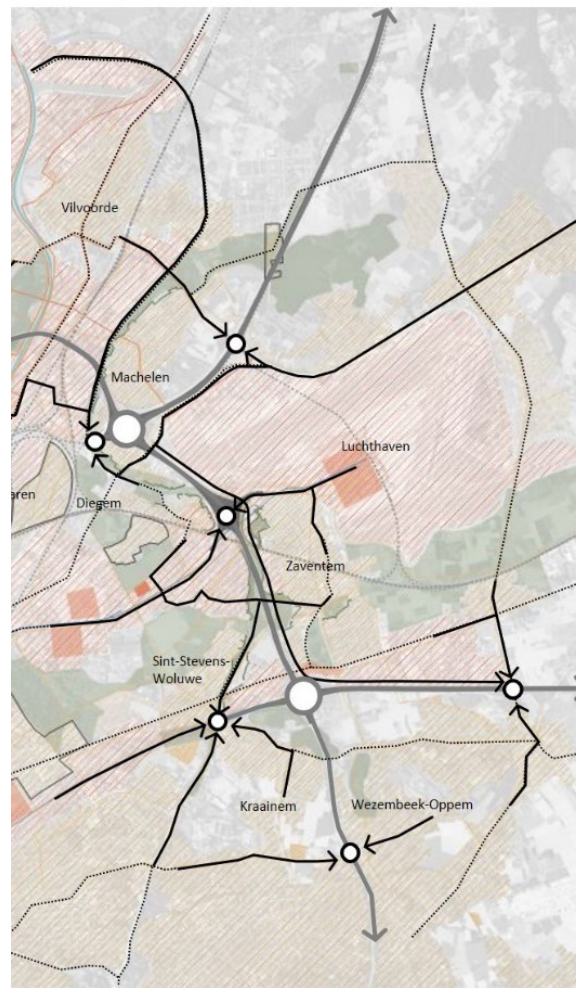 Vilvoorde
Machelen
Luchthaven
aren
Diegem
Zaventem
Sint-Stevens-
Woluwe
Kraainem
Wezembeek-Oppem